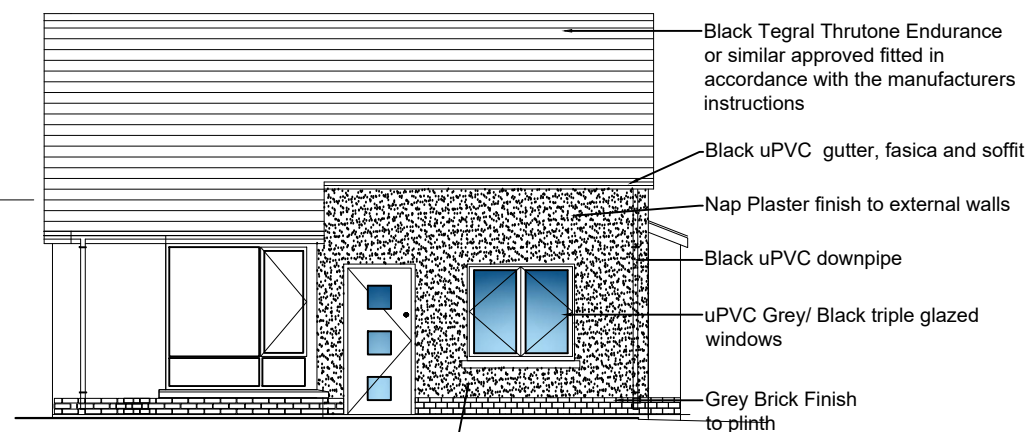 Black Tegral Thrutone Endurance
or similar approved fitted in
accordance with the manufacturers
instructions
Black uPVC gutter, fasica and soffit
Nap Plaster finish to external walls
Black uPVC downpipe
uPVC Grey/ Black triple glazed
windows
Grey Brick Finish
to plinth